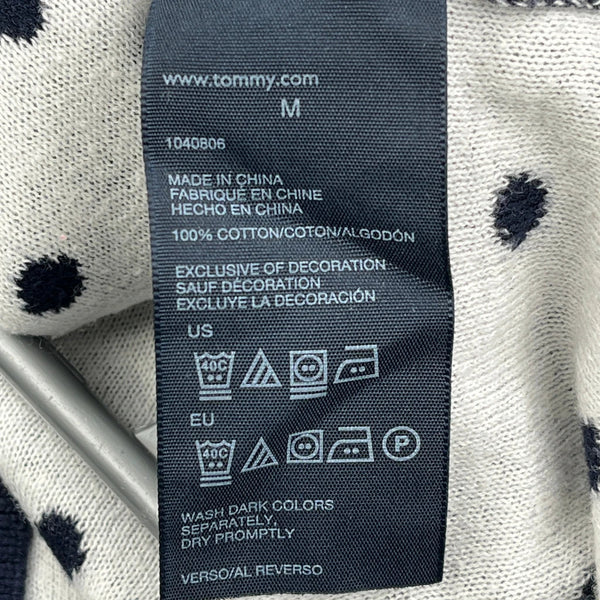 www.tommy.com
M
1040806
MADE IN CHINA
FABRIQUÉ EN CHINE
HECHO EN CHINA
100% COTTON/COTON/ALGODÓN
EXCLUSIVE OF DECORATION
SAUF DÉCORATION
EXCLUYE LA DECORACIÓN
US
40C
EU
40C P
WASH DARK COLORS
SEPARATELY,
DRY PROMPTLY
VERSO/AL REVERSO